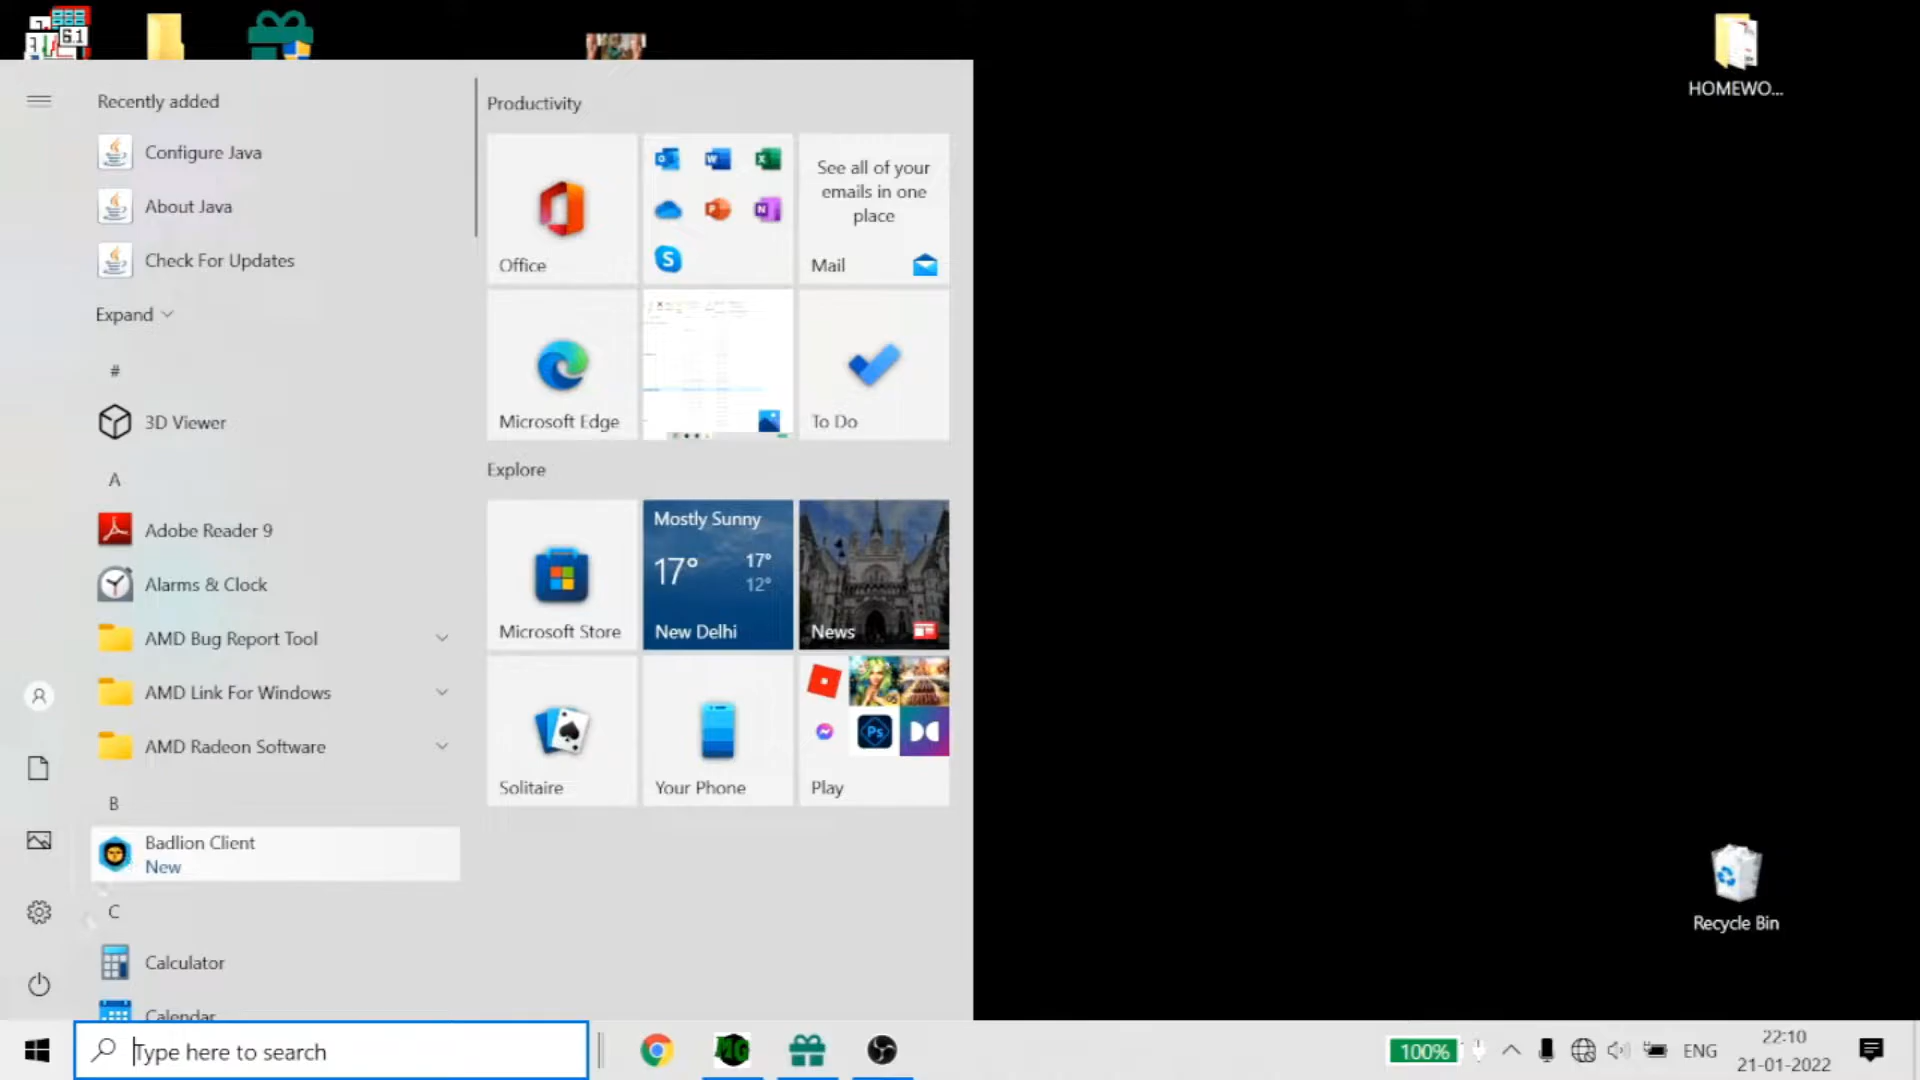 6.1
HOMEWO...
Recently added
Configure Java
About Java
Check For Updates
Expand
#
3D Viewer
A
Adobe Reader 9
Alarms & Clock
AMD Bug Report Tool
AMD Link For Windows
AMD Radeon Software
B
Badlion Client
New
C
Calculator
Calendar
Productivity
Office
See all of your
emails in one
place
Mail
Microsoft Edge
To Do
Explore
Microsoft Store
Mostly Sunny
17°
17°
12°
New Delhi
News
Solitaire
Your Phone
Ps
Play
Recycle Bin
Type here to search
MG
100%
ENG
22:10
21-01-2022